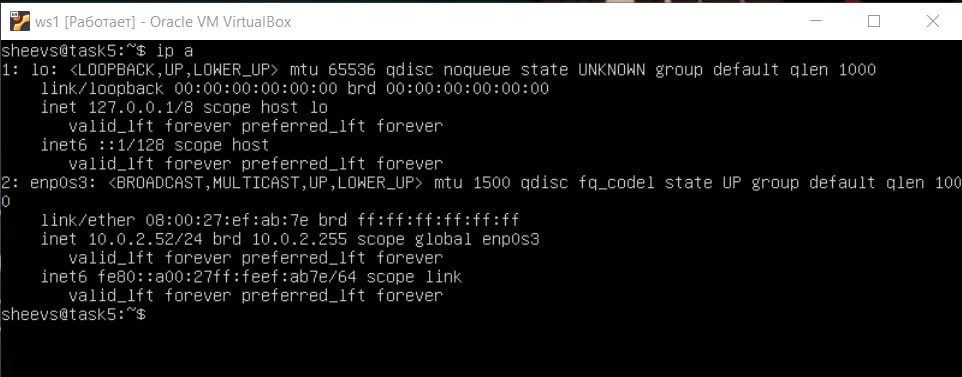 ws1 [Работает] - Oracle VM VirtualBox
sheevs@task5:~$ ip a
1: lo: <LOOPBACK,UP,LOWER_UP> mtu 65536 qdisc noqueue state UNKNOWN group default qlen 1000
    link/loopback 00:00:00:00:00:00 brd 00:00:00:00:00:00
    inet 127.0.0.1/8 scope host lo
       valid_lft forever preferred_lft forever
    inet6 ::1/128 scope host
       valid_lft forever preferred_lft forever
2: enp0s3: <BROADCAST,MULTICAST,UP,LOWER_UP> mtu 1500 qdisc fq_codel state UP group default qlen 100
0
    link/ether 08:00:27:ef:ab:7e brd ff:ff:ff:ff:ff:ff
    inet 10.0.2.52/24 brd 10.0.2.255 scope global enp0s3
       valid_lft forever preferred_lft forever
    inet6 fe80::a00:27ff:feef:ab7e/64 scope link
       valid_lft forever preferred_lft forever
sheevs@task5:~$